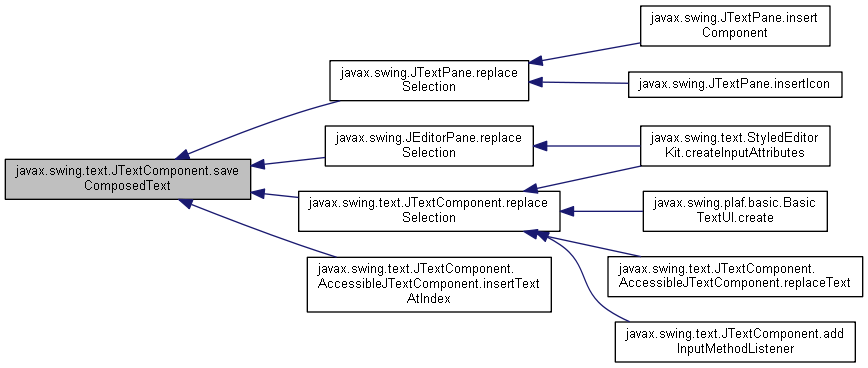 javax.swing.text.JTextComponent.save
ComposedText
javax.swing.JTextPane.replace
Selection
javax.swing.JEditorPane.replace
Selection
javax.swing.text.JTextComponent.replace
Selection
javax.swing.text.JTextComponent.
AccessibleJTextComponent.insertText
AtIndex
javax.swing.JTextPane.insert
Component
javax.swing.JTextPane.insertIcon
javax.swing.text.StyledEditor
Kit.createInputAttributes
javax.swing.plaf.basic.Basic
TextUI.create
javax.swing.text.JTextComponent.
AccessibleJTextComponent.replaceText
javax.swing.text.JTextComponent.add
InputMethodListener